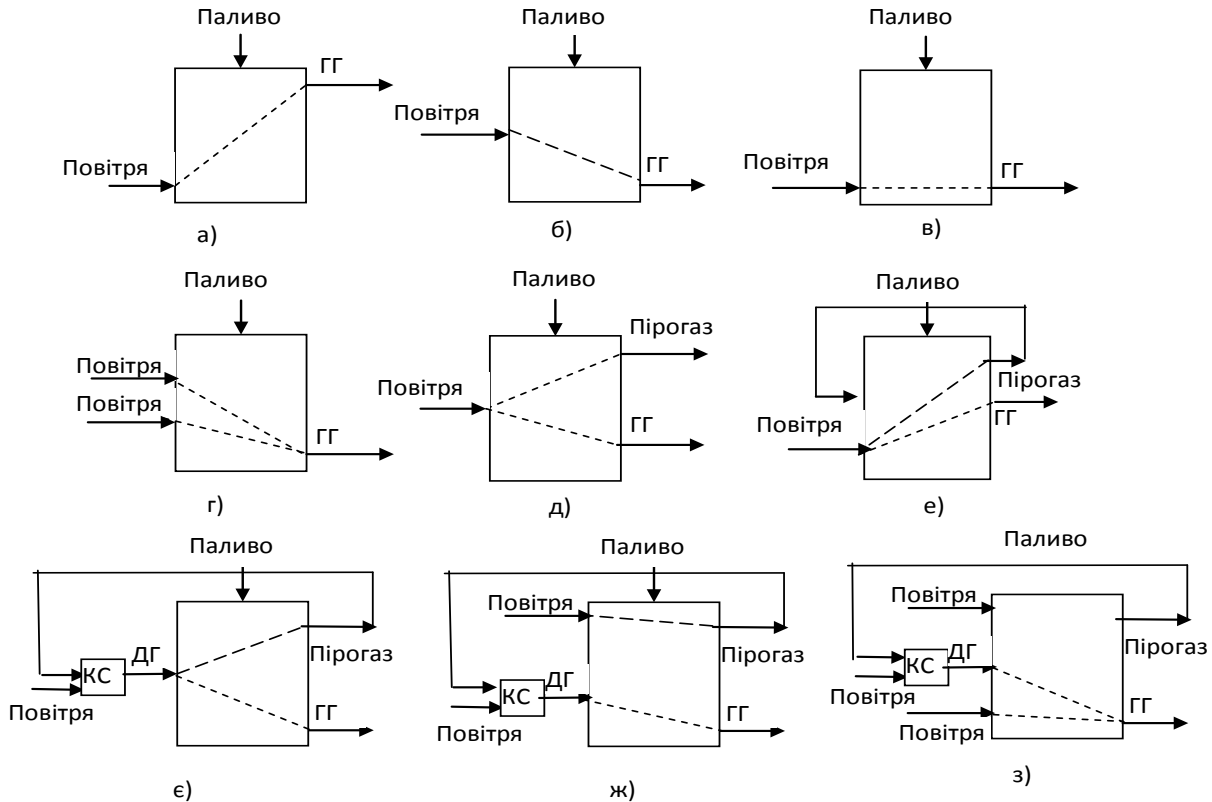 Паливо
ГГ
Повітря
а)
Паливо
Повітря
ГГ
б)
Паливо
Повітря
ГГ
в)
Паливо
Повітря
Повітря
ГГ
г)
Паливо
Пірогаз
Повітря
ГГ
д)
Паливо
Пірогаз
ГГ
Повітря
е)
Паливо
Пірогаз
ДГ
КС
Повітря
ГГ
є)
Паливо
Повітря
Пірогаз
ДГ
КС
Повітря
ГГ
ж)
Паливо
Повітря
Пірогаз
ДГ
КС
Повітря
Повітря
ГГ
з)